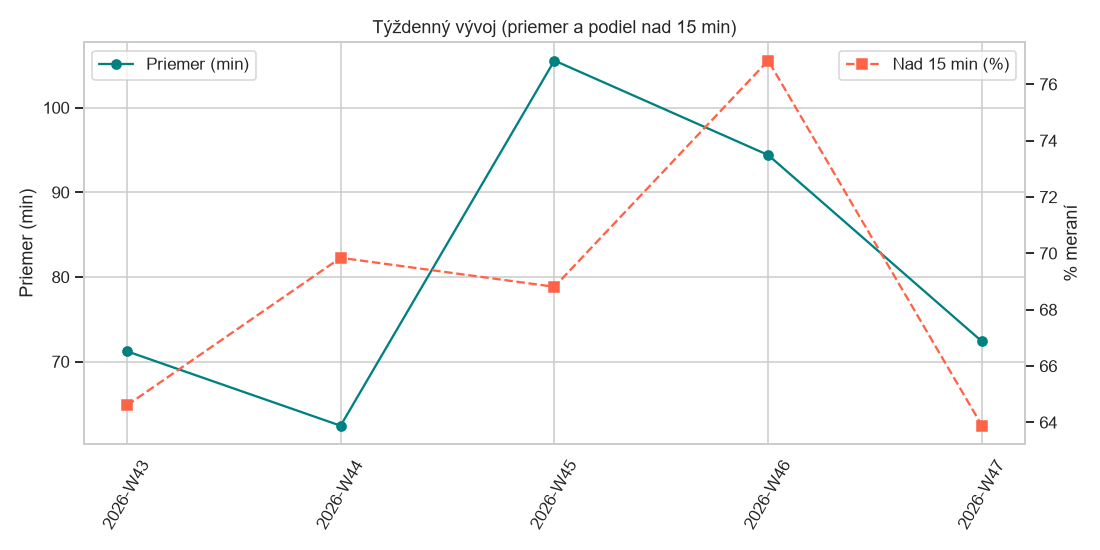 Týždenný vývoj (priemer a podiel nad 15 min)
Priemer (min)
Nad 15 min (%)
Priemer (min)
100
90
80
70
% meraní
76
74
72
70
68
66
64
2026-W43
2026-W44
2026-W45
2026-W46
2026-W47